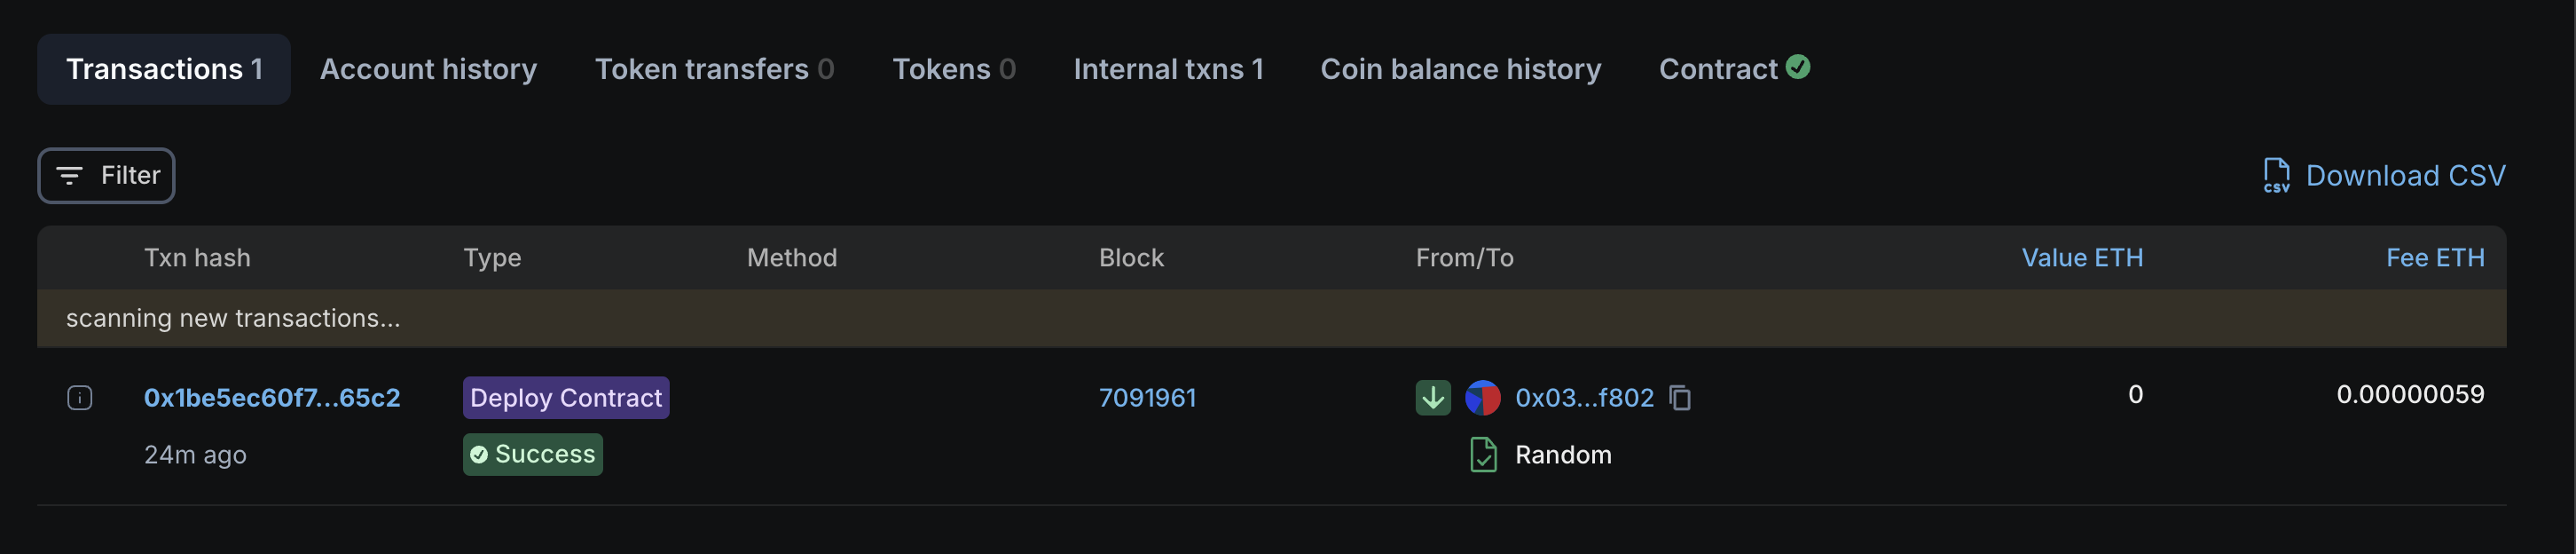 Transactions 1 Account history Token transfers 0 Tokens 0 Internal txns 1 Coin balance history Contract
Filter
CSV Download CSV
Txn hash Type Method Block From/To Value ETH Fee ETH
scanning new transactions...
i 0x1be5ec60f7...65c2 Deploy Contract 7091961 0x03...f802 0 0.00000059
24m ago Success Random